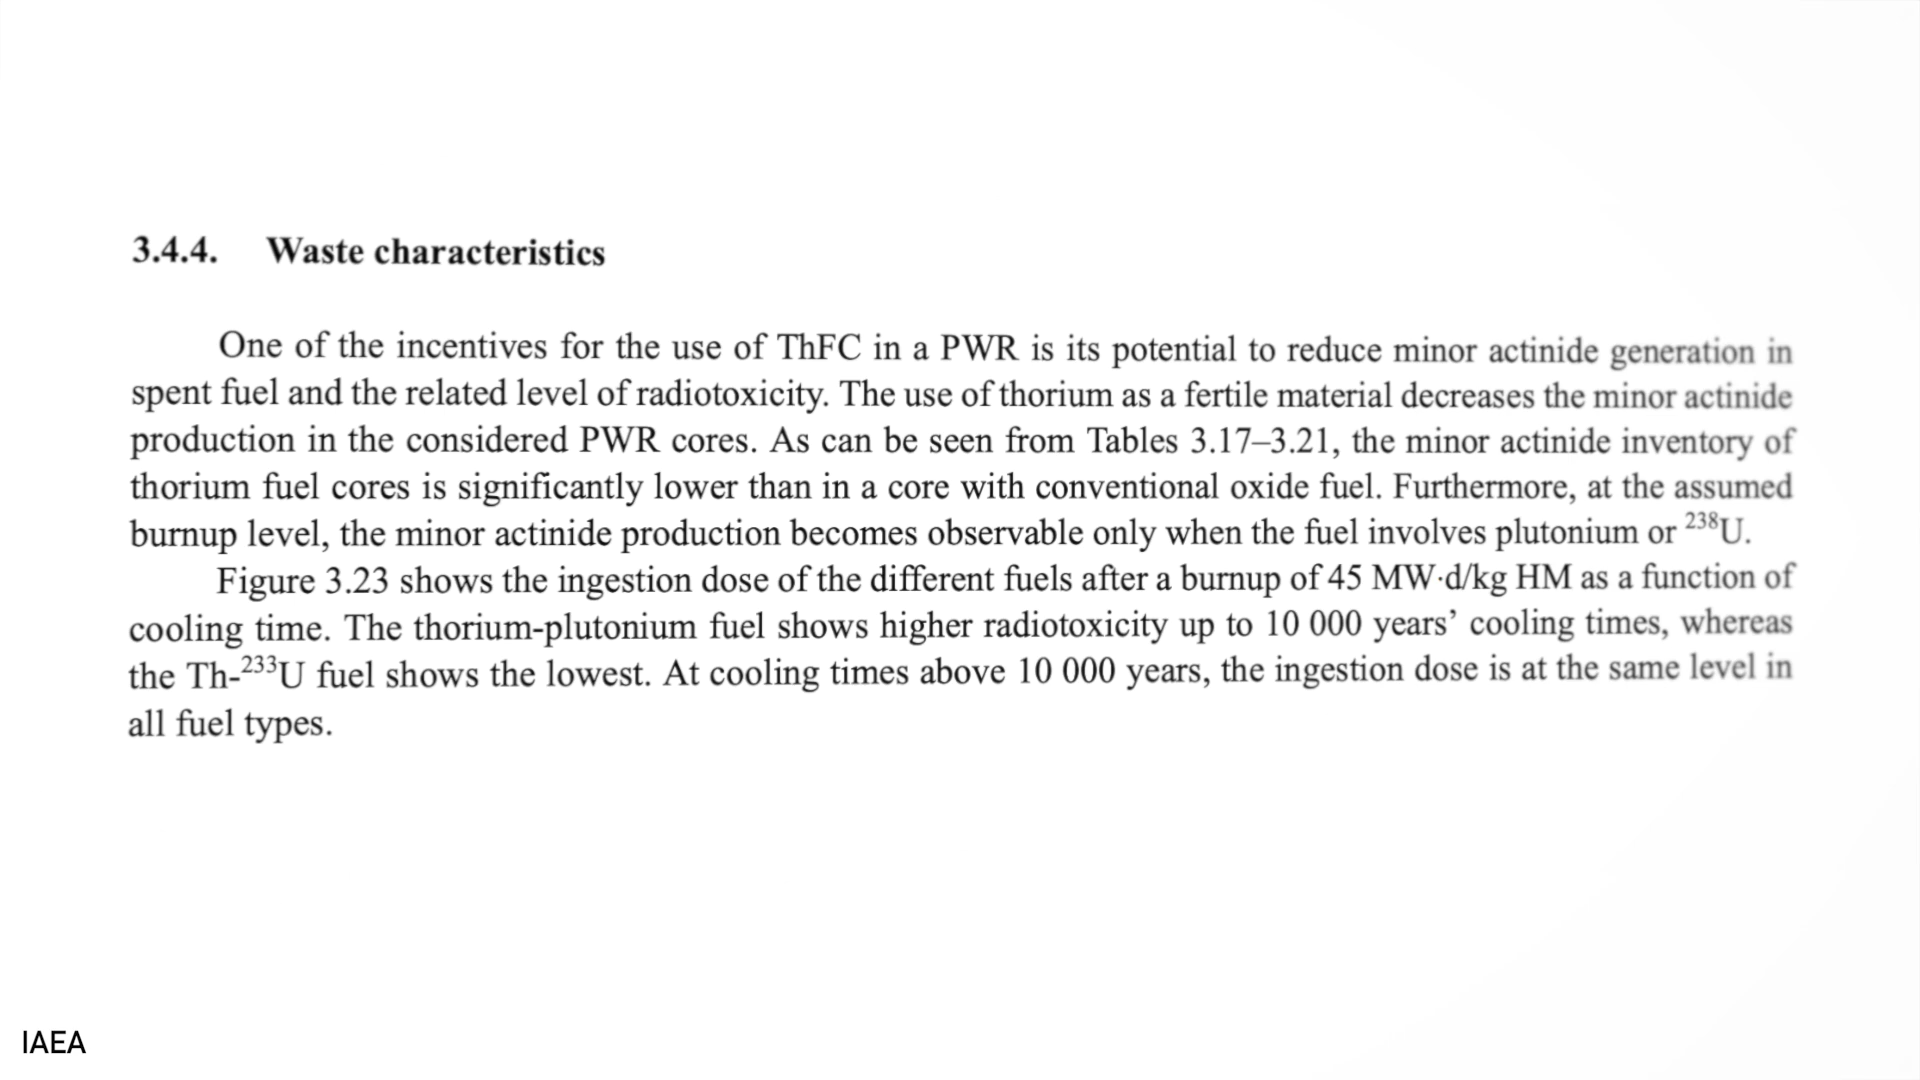 3.4.4. Waste characteristics
One of the incentives for the use of ThFC in a PWR is its potential to reduce minor actinide generation in
spent fuel and the related level of radiotoxicity. The use of thorium as a fertile material decreases the minor actinide
production in the considered PWR cores. As can be seen from Tables 3.17–3.21, the minor actinide inventory of
thorium fuel cores is significantly lower than in a core with conventional oxide fuel. Furthermore, at the assumed
burnup level, the minor actinide production becomes observable only when the fuel involves plutonium or ²³⁸U.
Figure 3.23 shows the ingestion dose of the different fuels after a burnup of 45 MW·d/kg HM as a function of
cooling time. The thorium-plutonium fuel shows higher radiotoxicity up to 10 000 years’ cooling times, whereas
the Th-²³³U fuel shows the lowest. At cooling times above 10 000 years, the ingestion dose is at the same level in
all fuel types.
IAEA